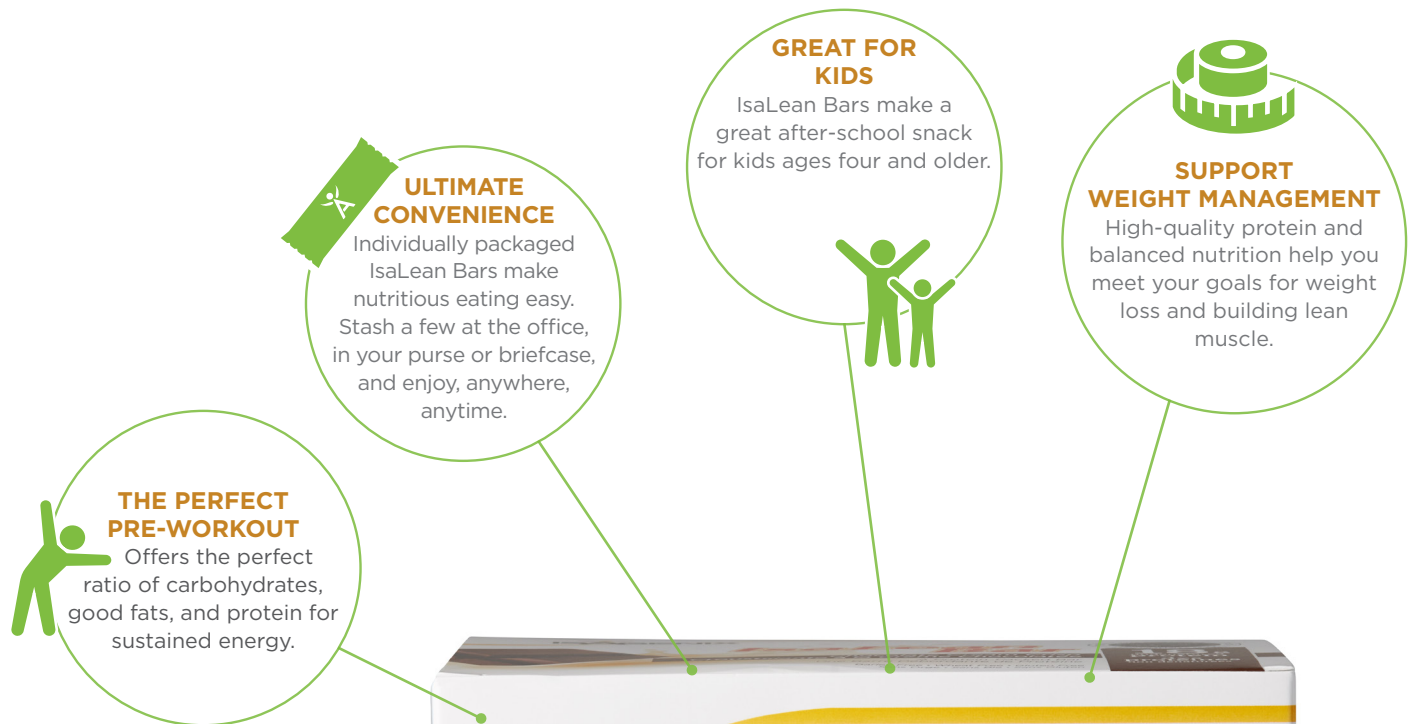 GREAT FOR
KIDS
IsaLean Bars make a
great after-school snack
for kids ages four and older.
SUPPORT
WEIGHT MANAGEMENT
High-quality protein and
balanced nutrition help you
meet your goals for weight
loss and building lean
muscle.
ULTIMATE
CONVENIENCE
Individually packaged
IsaLean Bars make
nutritious eating easy.
Stash a few at the office,
in your purse or briefcase,
and enjoy, anywhere,
anytime.
THE PERFECT
PRE-WORKOUT
Offers the perfect
ratio of carbohydrates,
good fats, and protein for
sustained energy.